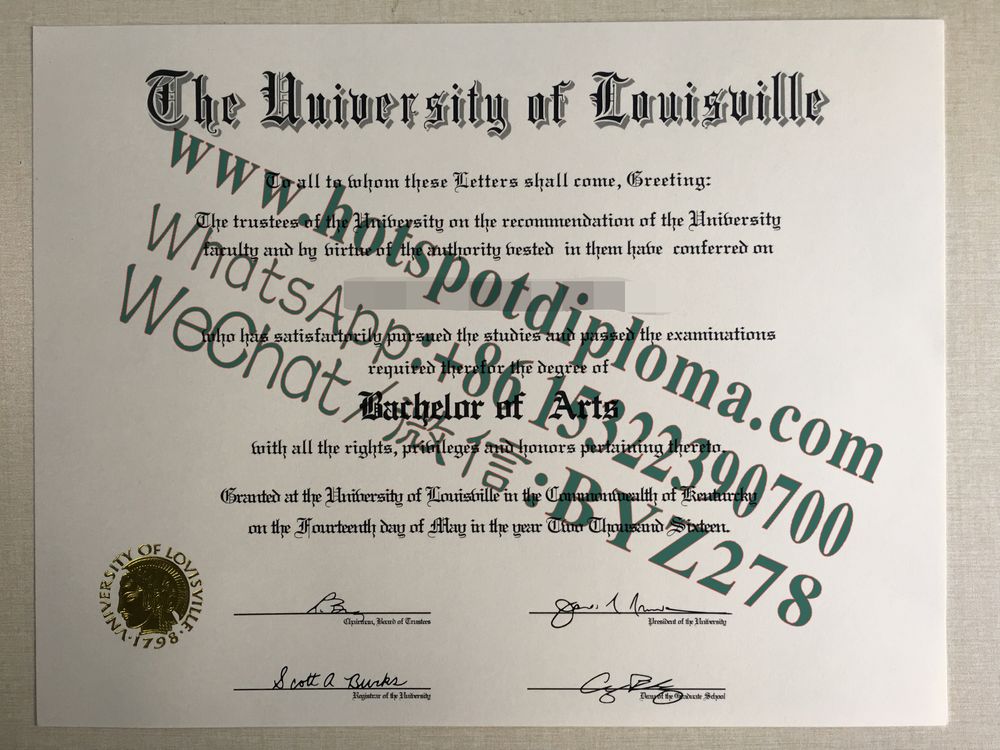 The University of Louisville
To all to whom these Letters shall come, Greeting:
The trustees of the University on the recommendation of the University
faculty and by virtue of the authority vested in them have conferred on
who has satisfactorily pursued the studies and passed the examinations
required therefor the degree of
Bachelor of Arts
with all the rights, privileges and honors pertaining thereto.
Granted at the University of Louisville in the Commonwealth of Kenturcky
on the Fourteenth day of May in the year Two Thousand Sixteen.
www.hotspotdiploma.com
WhatsApp:+86 15322390700
WeChat/微信:BYZ278
UNIVERSITY OF LOUISVILLE
1798
Chairman, Board of Trustees
President of the University
Scott A Burks
Registrar of the University
Dean of the Graduate School